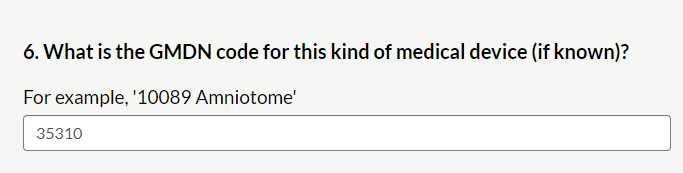 6. What is the GMDN code for this kind of medical device (if known)?
For example, '10089 Amniotome'
35310